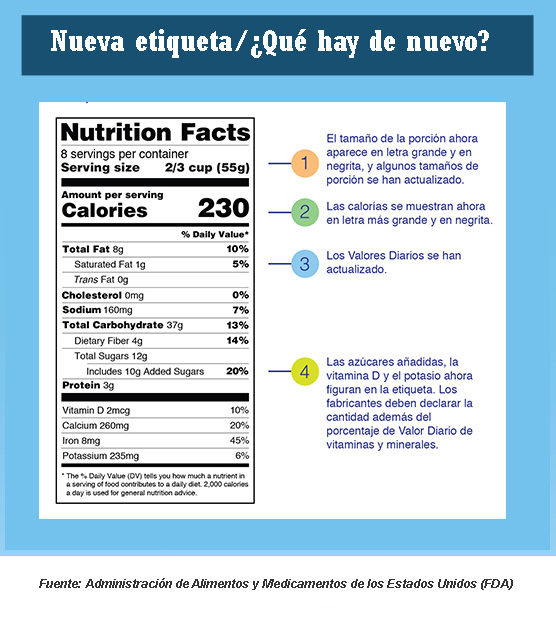 Nueva etiqueta/¿Qué hay de nuevo?
Nutrition Facts
8 servings per container
Serving size 2/3 cup (55g)
Amount per serving
Calories 230
% Daily Value*
Total Fat 8g 10%
Saturated Fat 1g 5%
Trans Fat 0g
Cholesterol 0mg 0%
Sodium 160mg 7%
Total Carbohydrate 37g 13%
Dietary Fiber 4g 14%
Total Sugars 12g
Includes 10g Added Sugars 20%
Protein 3g
Vitamin D 2mcg 10%
Calcium 260mg 20%
Iron 8mg 45%
Potassium 235mg 6%
* The % Daily Value (DV) tells you how much a nutrient in
a serving of food contributes to a daily diet. 2,000 calories
a day is used for general nutrition advice.
1
El tamaño de la porción ahora
aparece en letra grande y en
negrita, y algunos tamaños de
porción se han actualizado.
2
Las calorías se muestran ahora
en letra más grande y en negrita.
3
Los Valores Diarios se han
actualizado.
4
Las azúcares añadidas, la
vitamina D y el potasio ahora
figuran en la etiqueta. Los
fabricantes deben declarar la
cantidad además del
porcentaje de Valor Diario de
vitaminas y minerales.
Fuente: Administración de Alimentos y Medicamentos de los Estados Unidos (FDA)